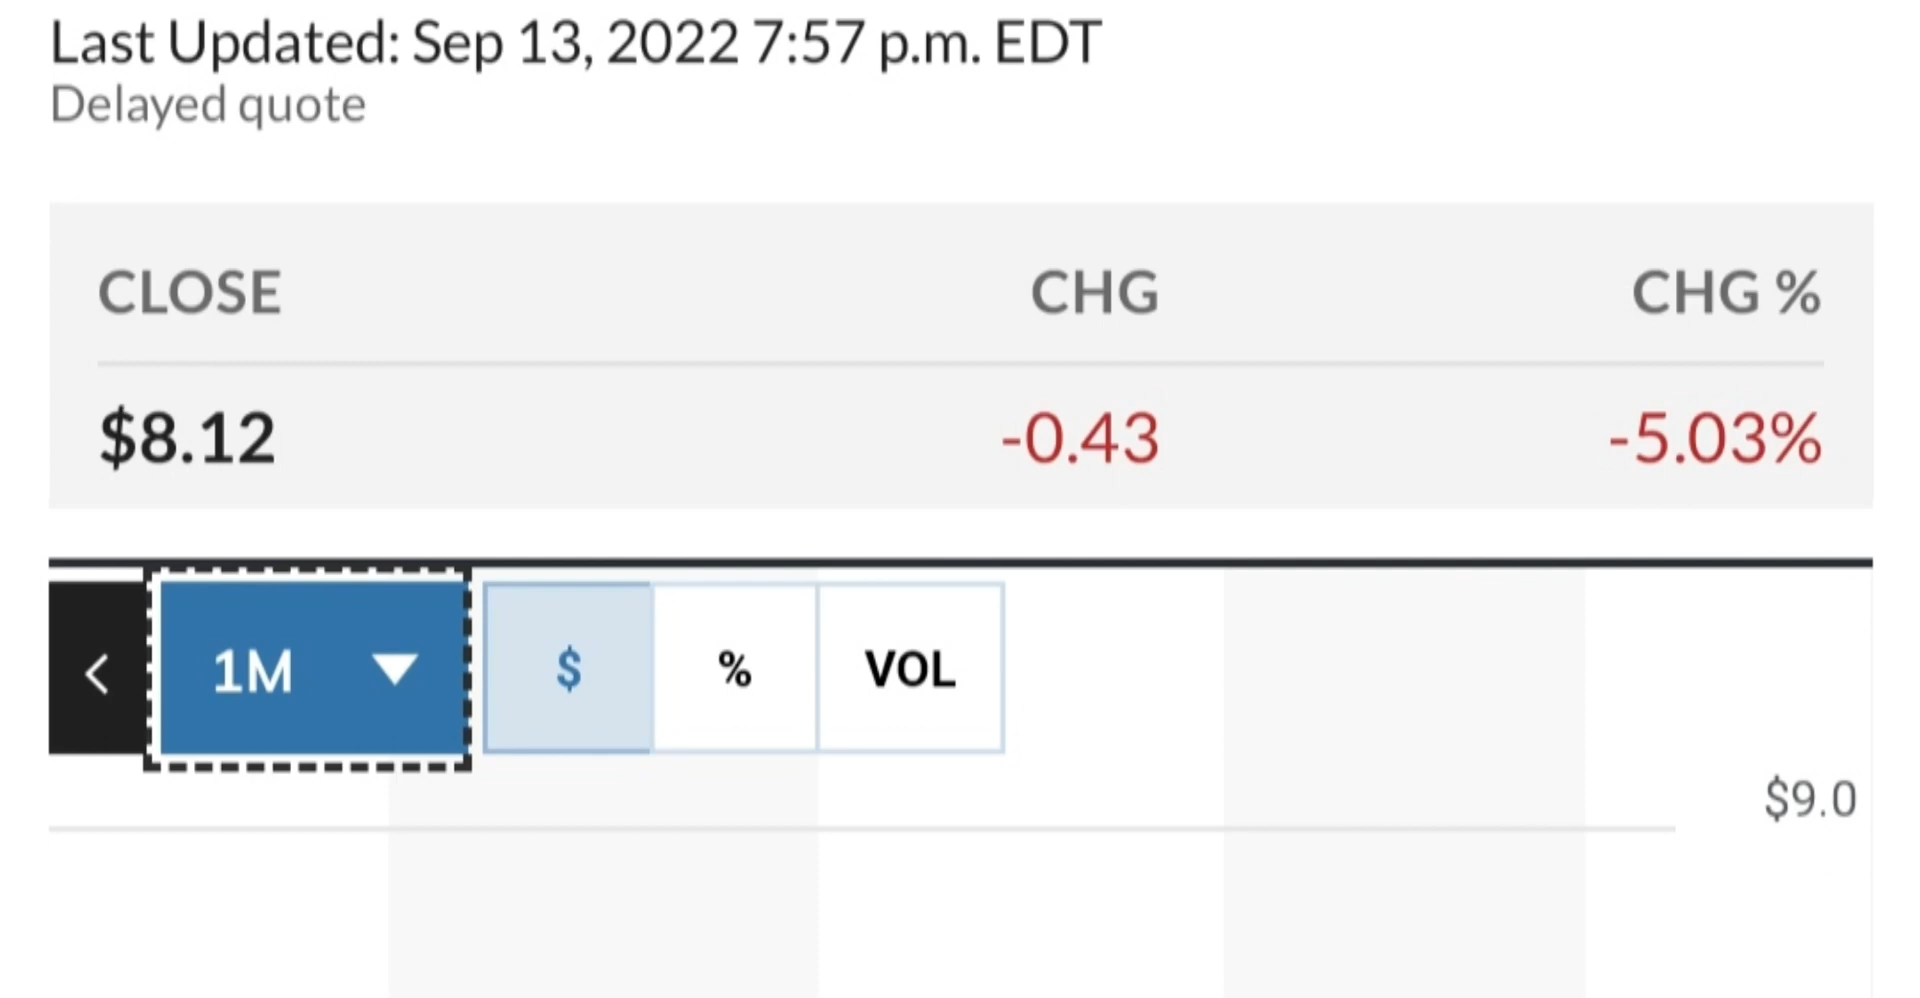 Last Updated: Sep 13, 2022 7:57 p.m. EDT
Delayed quote
CLOSE CHG CHG %
$8.12 -0.43 -5.03%
< 1M $ % VOL
$9.0